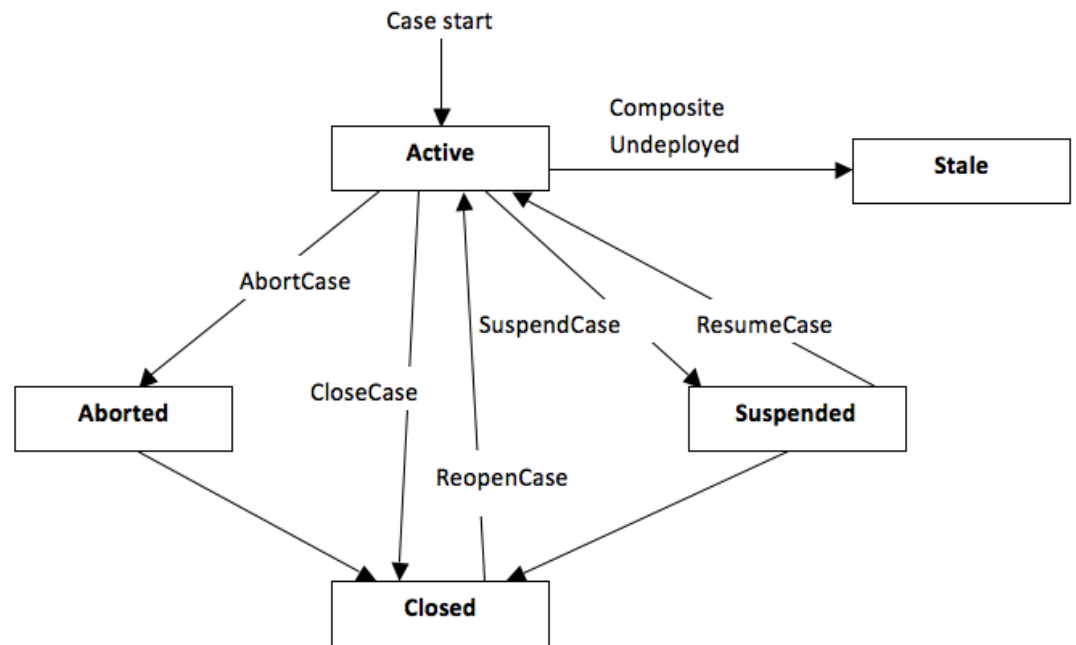 Case start
Composite
Undeployed
Active
Stale
AbortCase
SuspendCase
ResumeCase
CloseCase
Aborted
Suspended
ReopenCase
Closed